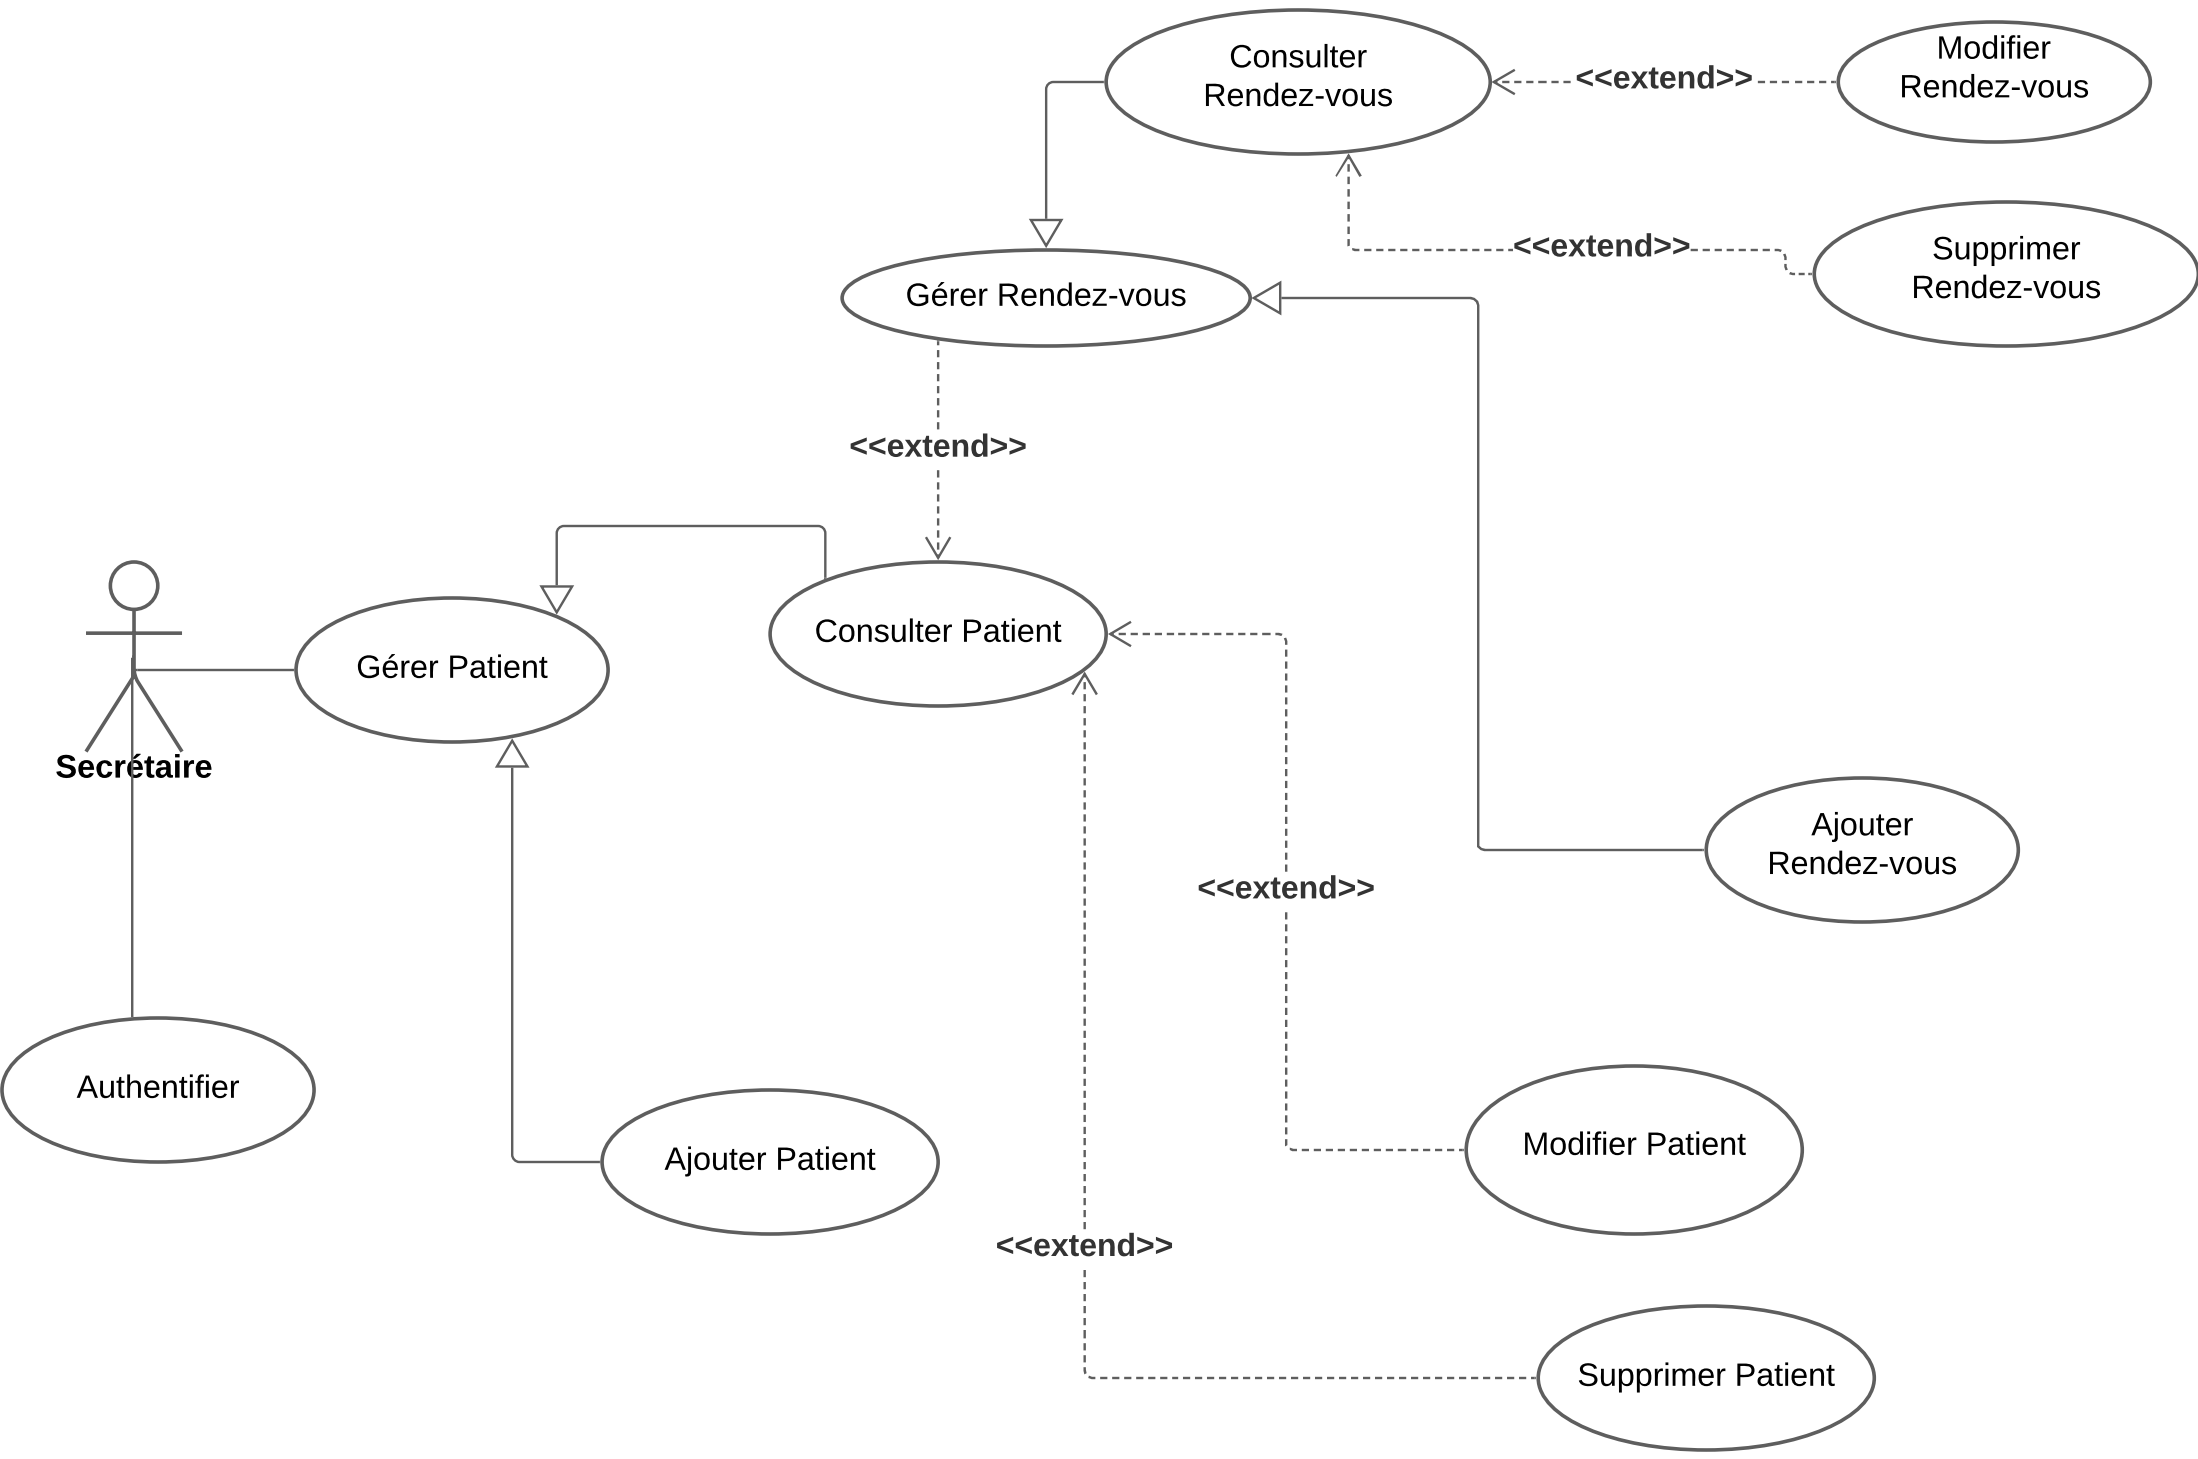 Consulter
Rendez-vous
<<extend>>
Modifier
Rendez-vous
<<extend>>
Supprimer
Rendez-vous
Gérer Rendez-vous
<<extend>>
Consulter Patient
Gérer Patient
Secrétaire
Ajouter
Rendez-vous
<<extend>>
Authentifier
Ajouter Patient
Modifier Patient
<<extend>>
Supprimer Patient